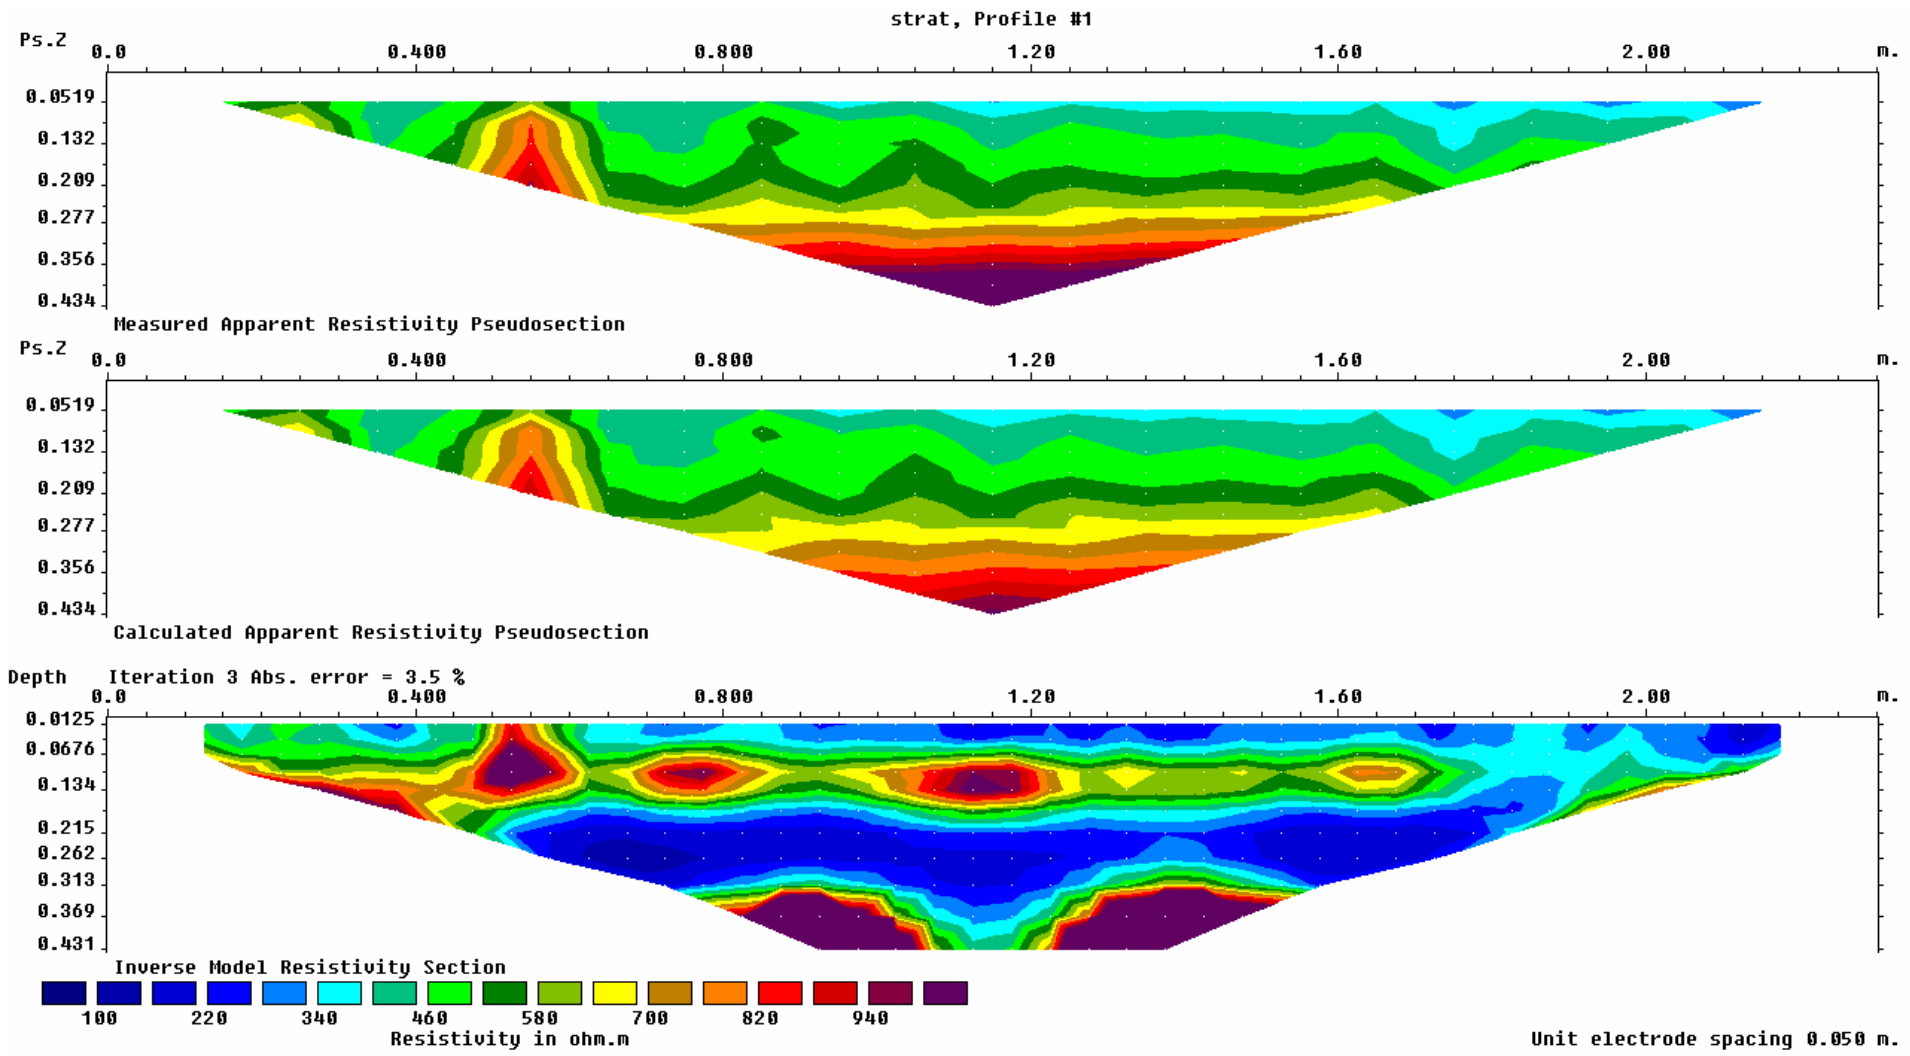 strat, Profile #1
Ps.Z
0.0 0.400 0.800 1.20 1.60 2.00 m.
0.0519
0.132
0.209
0.277
0.356
0.434
Measured Apparent Resistivity Pseudosection
Ps.Z
0.0 0.400 0.800 1.20 1.60 2.00 m.
0.0519
0.132
0.209
0.277
0.356
0.434
Calculated Apparent Resistivity Pseudosection
Depth Iteration 3 Abs. error = 3.5 %
0.0 0.400 0.800 1.20 1.60 2.00 m.
0.0125
0.0676
0.134
0.215
0.262
0.313
0.369
0.431
Inverse Model Resistivity Section
100 220 340 460 580 700 820 940
Resistivity in ohm.m Unit electrode spacing 0.050 m.